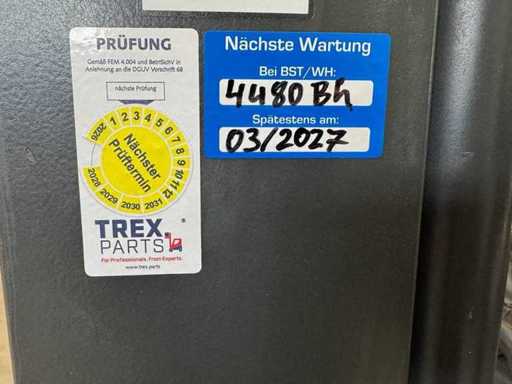 PRÜFUNG
Gemäß FEM 4.004 und BetrSichV in
Anlehnung an die DGUV Vorschrift 68
nächste Prüfung
2026 1 2 3 4 5 6 7 8 9 10 11 12
Nächster
Prüftermin
2028 2029 2030 2031
TREX ®
PARTS
For Professionals. From Experts.
www.trex.parts
Nächste Wartung
Bei BST/WH:
4480 Bh
Spätestens am:
03/2027